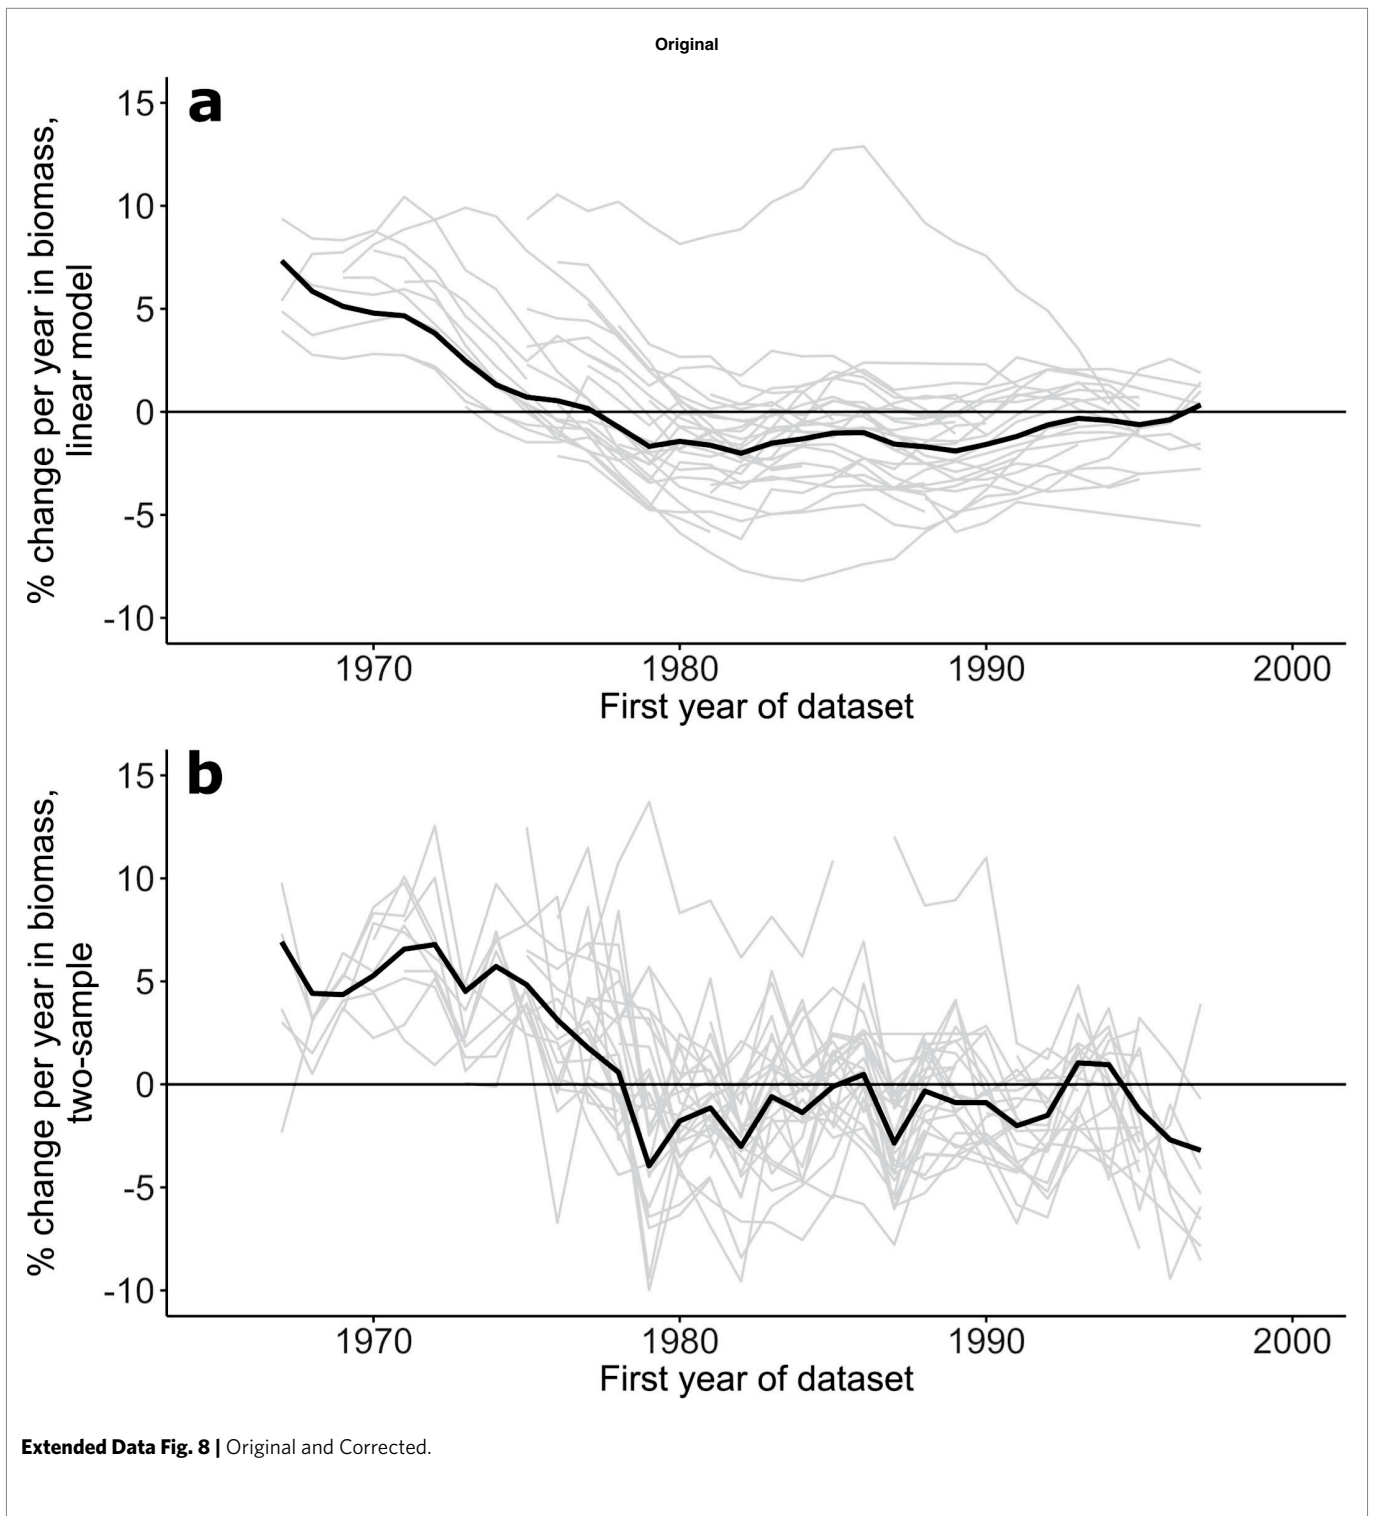 Original
a
% change per year in biomass,
linear model
15
10
5
0
-5
-10
1970 1980 1990 2000
First year of dataset
b
% change per year in biomass,
two-sample
15
10
5
0
-5
-10
1970 1980 1990 2000
First year of dataset
Extended Data Fig. 8 | Original and Corrected.